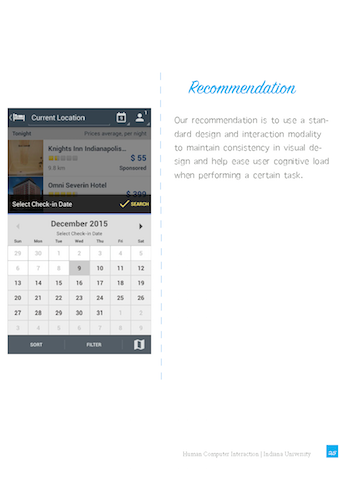 Recommendation
Our recommendation is to use a stan-
dard design and interaction modality
to maintain consistency in visual de-
sign and help ease user cognitive load
when performing a certain task.
Current Location
1
Tonight Prices average, per night
Knights Inn Indianapolis...
$ 55
9.8 km Sponsored
Omni Severin Hotel
$ 399
Select Check-in Date SEARCH
December 2015
Select Check-in Date
Sun Mon Tue Wed Thu Fri Sat
29 30 1 2 3 4 5
6 7 8 9 10 11 12
13 14 15 16 17 18 19
20 21 22 23 24 25 26
27 28 29 30 31 1 2
3 4 5 6 7 8 9
SORT FILTER
Human Computer Interaction | Indiana University